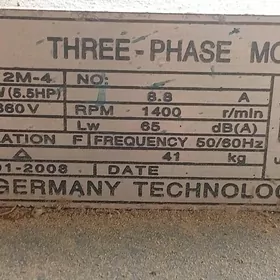 THREE-PHASE MO
2M-4 NO:
W(5.5HP) 8.8 A
360V RPM 1400 r/min
Lw 65 dB(A)
ATION F FREQUENCY 50/60Hz
△ 41 kg
01-2008 DATE
GERMANY TECHNOLO